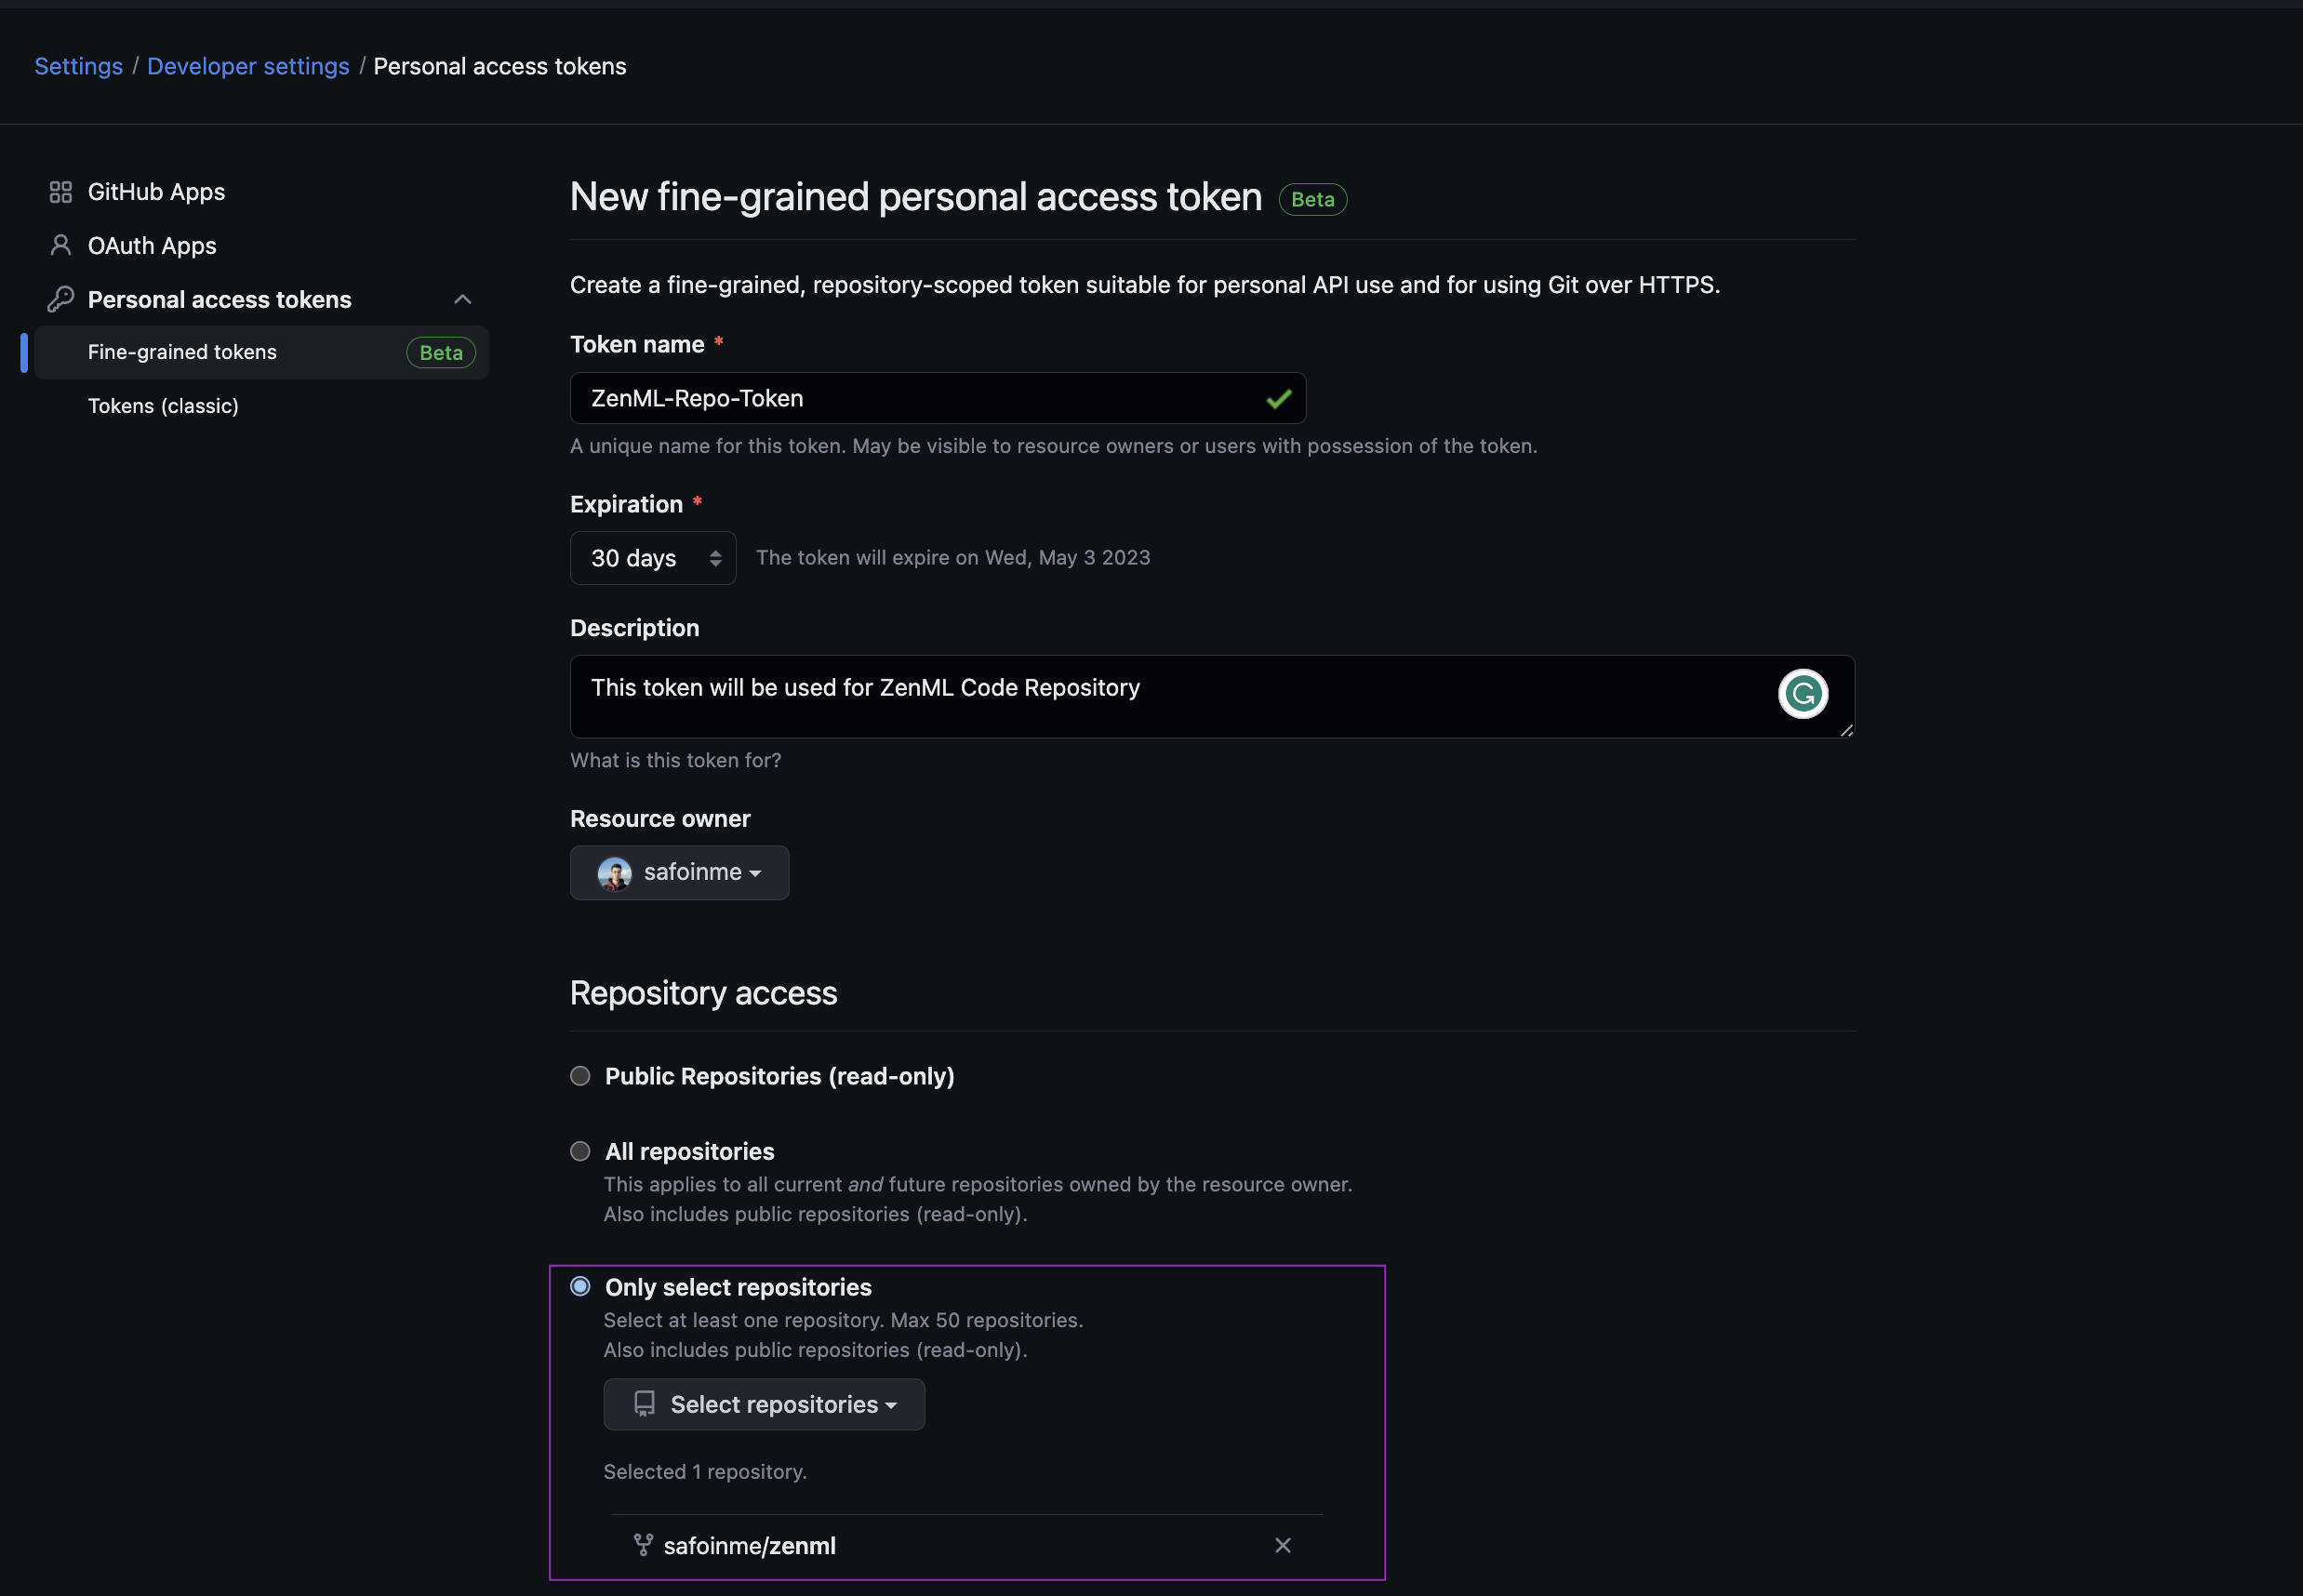 Settings / Developer settings / Personal access tokens
GitHub Apps
OAuth Apps
Personal access tokens
Fine-grained tokens Beta
Tokens (classic)
New fine-grained personal access token Beta
Create a fine-grained, repository-scoped token suitable for personal API use and for using Git over HTTPS.
Token name *
ZenML-Repo-Token
A unique name for this token. May be visible to resource owners or users with possession of the token.
Expiration *
30 days The token will expire on Wed, May 3 2023
Description
This token will be used for ZenML Code Repository
What is this token for?
Resource owner
safoinme
Repository access
Public Repositories (read-only)
All repositories
This applies to all current and future repositories owned by the resource owner.
Also includes public repositories (read-only).
Only select repositories
Select at least one repository. Max 50 repositories.
Also includes public repositories (read-only).
Select repositories
Selected 1 repository.
safoinme/zenml